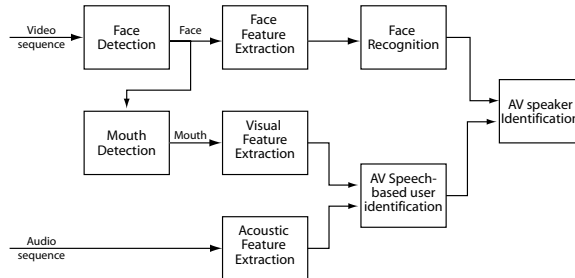 Video
sequence
Face
Detection
Face
Face
Feature
Extraction
Face
Recognition
AV speaker
Identification
Mouth
Detection
Mouth
Visual
Feature
Extraction
AV Speech-
based user
identification
Audio
sequence
Acoustic
Feature
Extraction